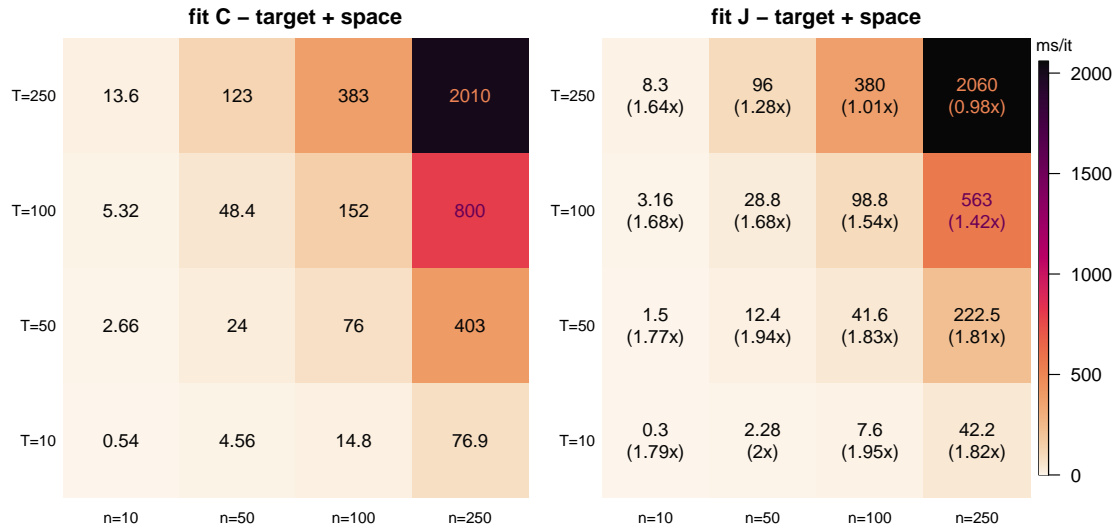 fit C − target + space
T=250
13.6
123
383
2010
T=100
5.32
48.4
152
800
T=50
2.66
24
76
403
T=10
0.54
4.56
14.8
76.9
n=10
n=50
n=100
n=250
fit J − target + space
T=250
8.3
(1.64x)
96
(1.28x)
380
(1.01x)
2060
(0.98x)
T=100
3.16
(1.68x)
28.8
(1.68x)
98.8
(1.54x)
563
(1.42x)
T=50
1.5
(1.77x)
12.4
(1.94x)
41.6
(1.83x)
222.5
(1.81x)
T=10
0.3
(1.79x)
2.28
(2x)
7.6
(1.95x)
42.2
(1.82x)
n=10
n=50
n=100
n=250
ms/it
2000
1500
1000
500
0